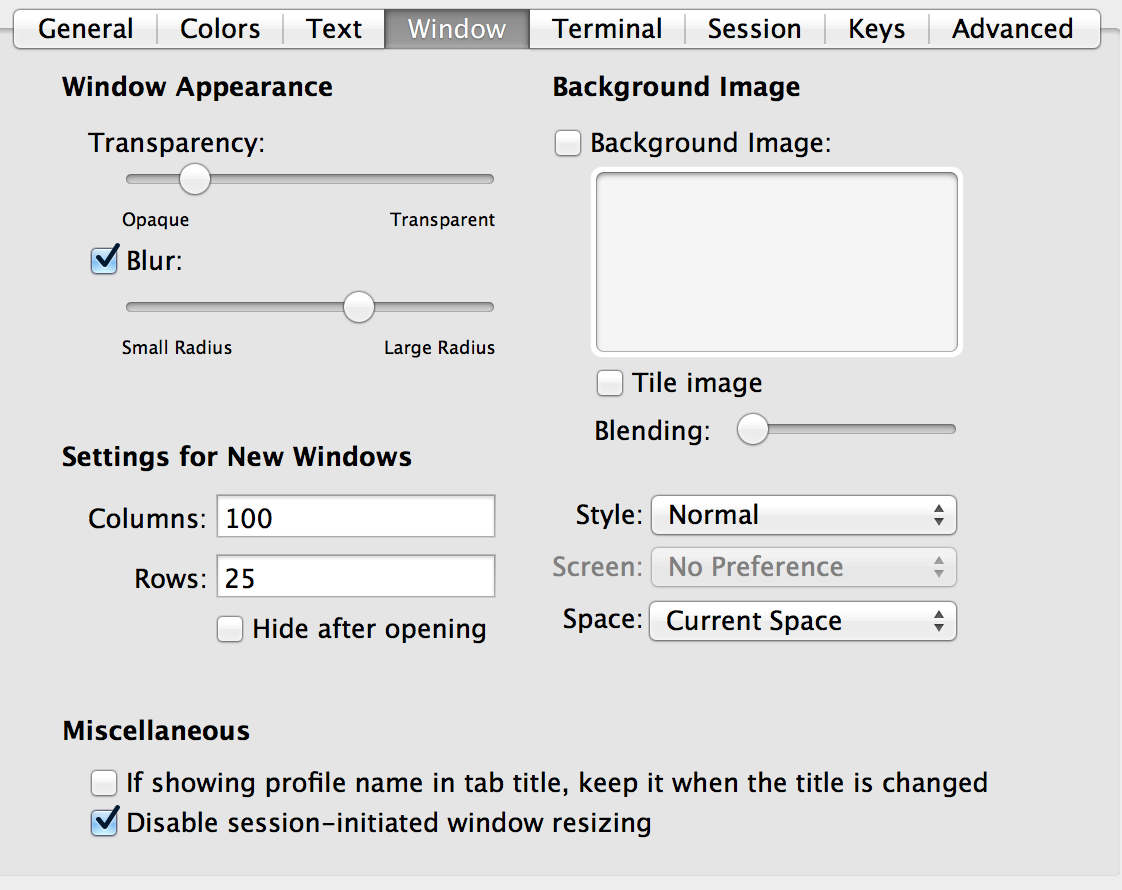 General Colors Text Window Terminal Session Keys Advanced
Window Appearance
Transparency:
Opaque Transparent
Blur:
Small Radius Large Radius
Background Image
Background Image:
Tile image
Blending:
Settings for New Windows
Columns: 100
Rows: 25
Hide after opening
Style: Normal
Screen: No Preference
Space: Current Space
Miscellaneous
If showing profile name in tab title, keep it when the title is changed
Disable session-initiated window resizing